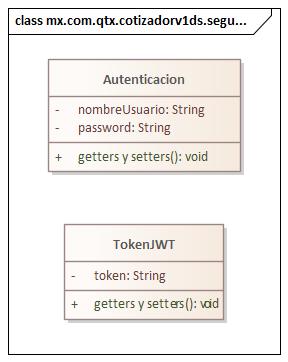 class mx.com.qtx.cotizadorv1ds.segu...
Autenticacion
- nombreUsuario: String
- password: String
+ getters y setters(): void
TokenJWT
- token: String
+ getters y setters(): void